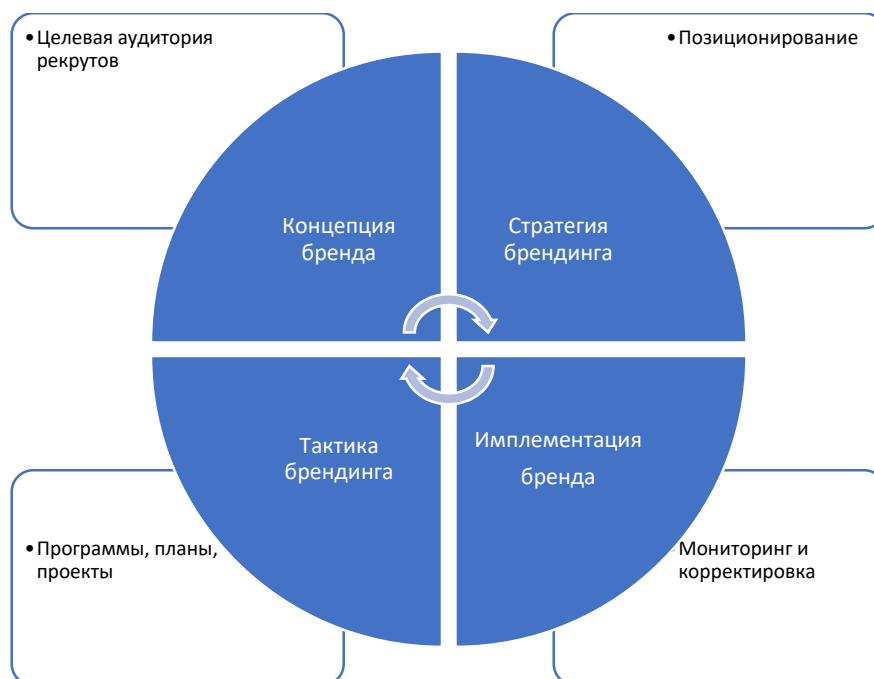 •Целевая аудитория
рекрутов
•Позиционирование
Концепция
бренда
Стратегия
брендинга
Тактика
брендинга
Имплементация
бренда
•Программы, планы,
проекты
•Мониторинг и
корректировка